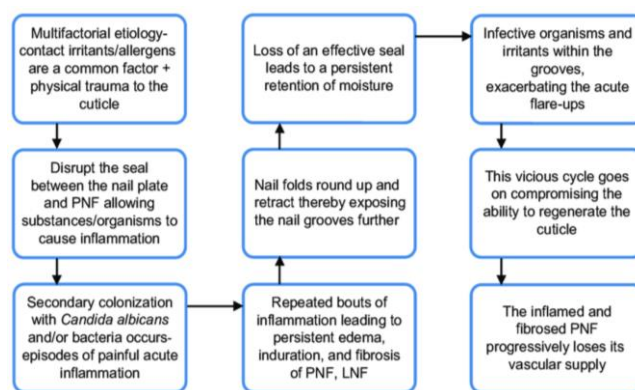 Multifactorial etiology-
contact irritants/allergens
are a common factor +
physical trauma to the
cuticle
Disrupt the seal
between the nail plate
and PNF allowing
substances/organisms to
cause inflammation
Secondary colonization
with Candida albicans
and/or bacteria occurs-
episodes of painful acute
inflammation
Repeated bouts of
inflammation leading to
persistent edema,
induration, and fibrosis
of PNF, LNF
Nail folds round up and
retract thereby exposing
the nail grooves further
Loss of an effective seal
leads to a persistent
retention of moisture
Infective organisms and
irritants within the
grooves,
exacerbating the acute
flare-ups
This vicious cycle goes
on compromising the
ability to regenerate the
cuticle
The inflamed and
fibrosed PNF
progressively loses its
vascular supply